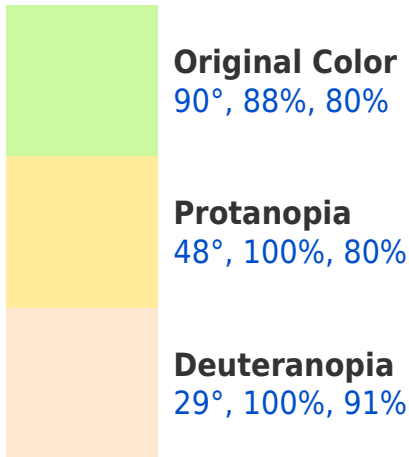 Original Color
90°, 88%, 80%
Protanopia
48°, 100%, 80%
Deuteranopia
29°, 100%, 91%